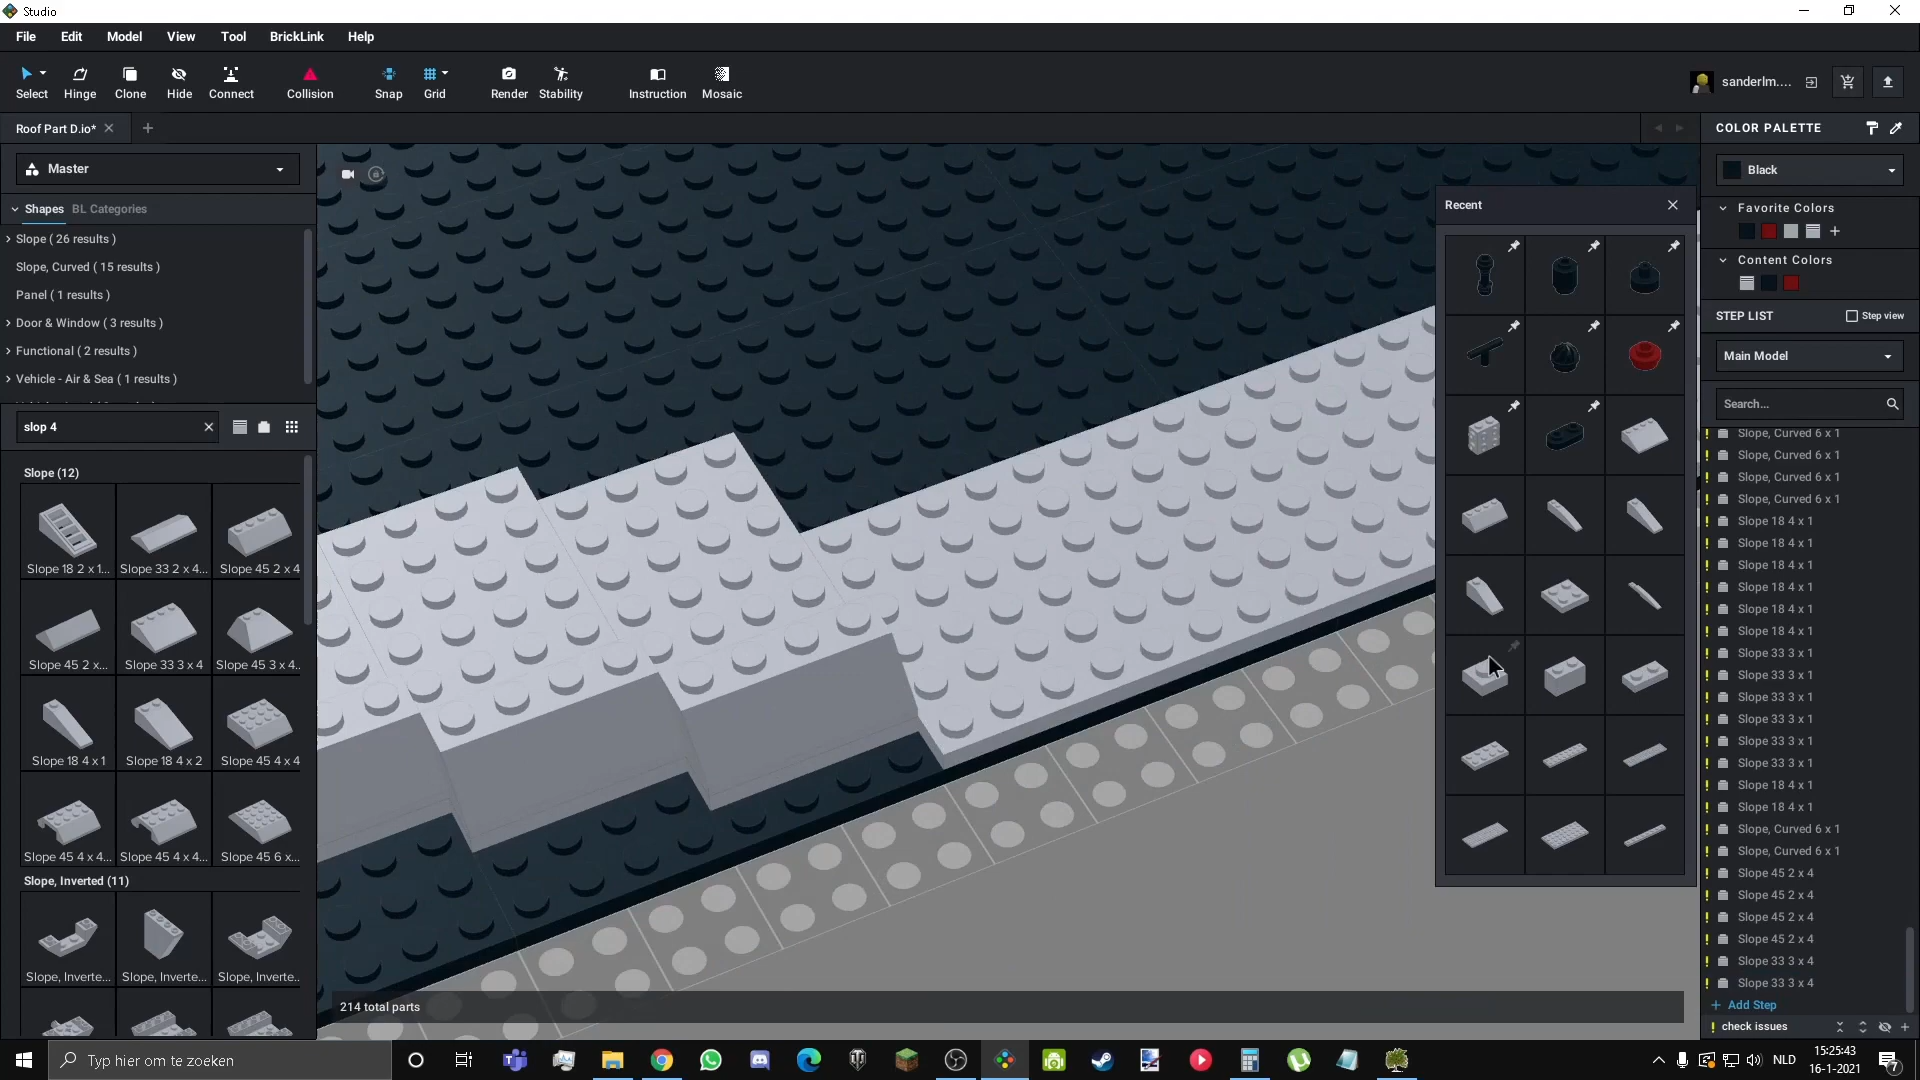 Studio
File Edit Model View Tool BrickLink Help
Select Hinge Clone Hide Connect Collision Snap Grid Render Stability Instruction Mosaic
sanderlm....
Roof Part D.io*
Master
Shapes BL Categories
Slope ( 26 results )
Slope, Curved ( 15 results )
Panel ( 1 results )
Door & Window ( 3 results )
Functional ( 2 results )
Vehicle - Air & Sea ( 1 results )
slop 4
Slope (12)
Slope 18 2 x 1... Slope 33 2 x 4... Slope 45 2 x 4
Slope 45 2 x... Slope 33 3 x 4 Slope 45 3 x 4..
Slope 18 4 x 1 Slope 18 4 x 2 Slope 45 4 x 4
Slope 45 4 x 4... Slope 45 4 x 4... Slope 45 6 x...
Slope, Inverted (11)
Slope, Inverte... Slope, Inverte... Slope, Inverte..
214 total parts
Recent
COLOR PALETTE
Black
Favorite Colors
Content Colors
STEP LIST Step view
Main Model
Search...
Slope, Curved 6 x 1
Slope, Curved 6 x 1
Slope, Curved 6 x 1
Slope, Curved 6 x 1
Slope 18 4 x 1
Slope 18 4 x 1
Slope 18 4 x 1
Slope 18 4 x 1
Slope 18 4 x 1
Slope 18 4 x 1
Slope 33 3 x 1
Slope 33 3 x 1
Slope 33 3 x 1
Slope 33 3 x 1
Slope 33 3 x 1
Slope 33 3 x 1
Slope 18 4 x 1
Slope 18 4 x 1
Slope, Curved 6 x 1
Slope, Curved 6 x 1
Slope 45 2 x 4
Slope 45 2 x 4
Slope 45 2 x 4
Slope 45 2 x 4
Slope 33 3 x 4
Slope 33 3 x 4
+ Add Step
! check issues
Typ hier om te zoeken
NLD
15:25:43
16-1-2021
7